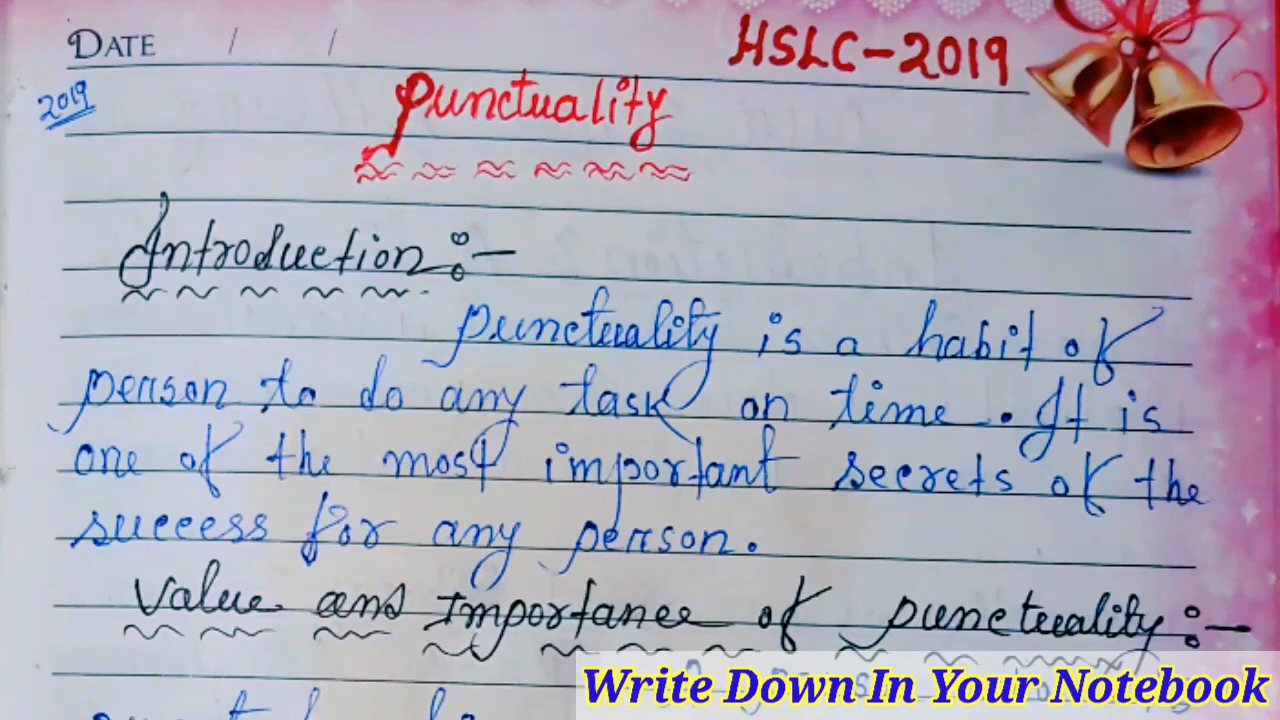 DATE / /
HSLC-2019
2019
Punctuality
Introduction :-
Punctuality is a habit of
person to do any task on time. It is
one of the most important secrets of the
success for any person.
Value and Importance of punctuality :-
Write Down In Your Notebook